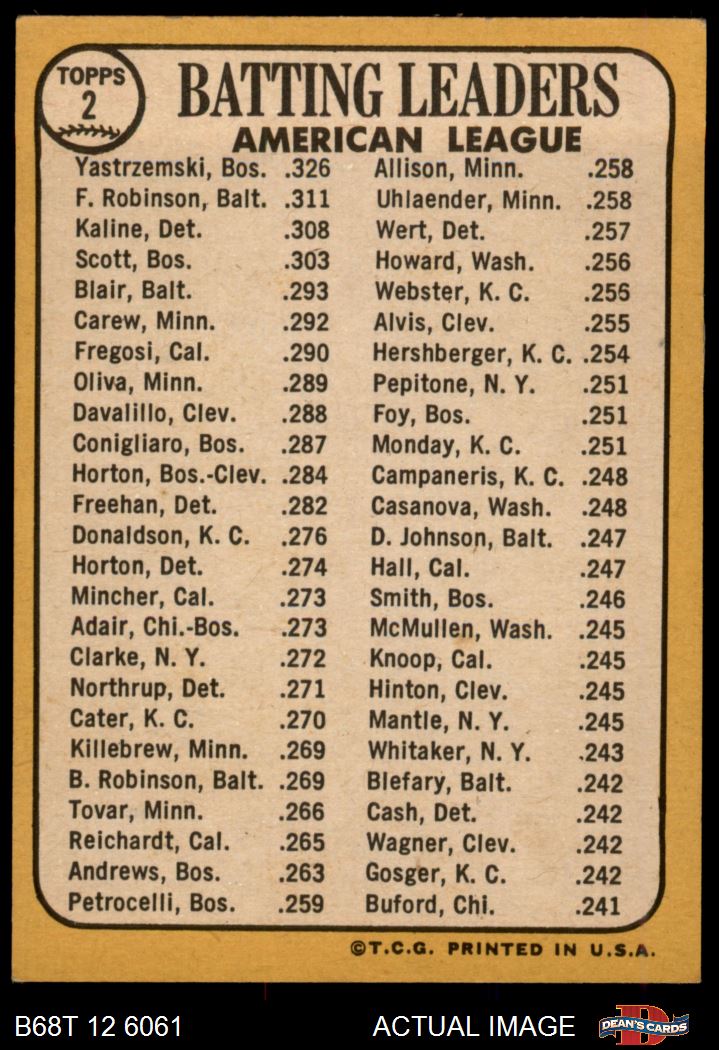 TOPPS
2
BATTING LEADERS
AMERICAN LEAGUE
Yastrzemski, Bos. .326
F. Robinson, Balt. .311
Kaline, Det. .308
Scott, Bos. .303
Blair, Balt. .293
Carew, Minn. .292
Fregosi, Cal. .290
Oliva, Minn. .289
Davalillo, Clev. .288
Conigliaro, Bos. .287
Horton, Bos.-Clev. .284
Freehan, Det. .282
Donaldson, K. C. .276
Horton, Det. .274
Mincher, Cal. .273
Adair, Chi.-Bos. .273
Clarke, N. Y. .272
Northrup, Det. .271
Cater, K. C. .270
Killebrew, Minn. .269
B. Robinson, Balt. .269
Tovar, Minn. .266
Reichardt, Cal. .265
Andrews, Bos. .263
Petrocelli, Bos. .259
Allison, Minn. .258
Uhlaender, Minn. .258
Wert, Det. .257
Howard, Wash. .256
Webster, K. C. .256
Alvis, Clev. .255
Hershberger, K. C. .254
Pepitone, N. Y. .251
Foy, Bos. .251
Monday, K. C. .251
Campaneris, K. C. .248
Casanova, Wash. .248
D. Johnson, Balt. .247
Hall, Cal. .247
Smith, Bos. .246
McMullen, Wash. .245
Knoop, Cal. .245
Hinton, Clev. .245
Mantle, N. Y. .245
Whitaker, N. Y. .243
Blefary, Balt. .242
Cash, Det. .242
Wagner, Clev. .242
Gosger, K. C. .242
Buford, Chi. .241
©T.C.G. PRINTED IN U.S.A.
B68T 12 6061
ACTUAL IMAGE
D
DEAN'S CARDS